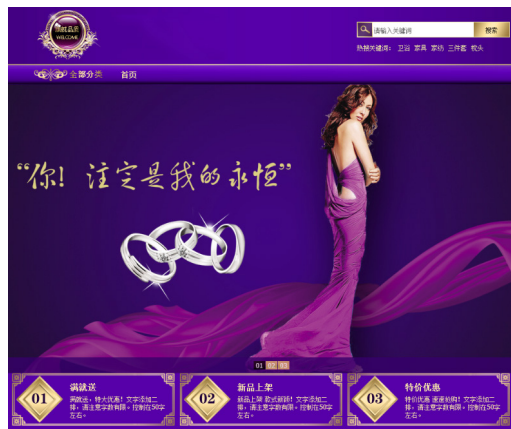 WELCOME
请输入关键词
搜索
热搜关键词: 卫浴 家具 家纺 三件套 枕头
全部分类 首页
“你! 注定是我的永恒”
01 02 03
01
满就送
满就送，特大优惠！文字添加二
排，请注意字数有限。控制在50字
左右。
02
新品上架
新品上架 款式新颖！文字添加二
排，请注意字数有限。控制在50字
左右。
03
特价优惠
特价优惠 速速抢购！文字添加二
排，请注意字数有限。控制在50字
左右。